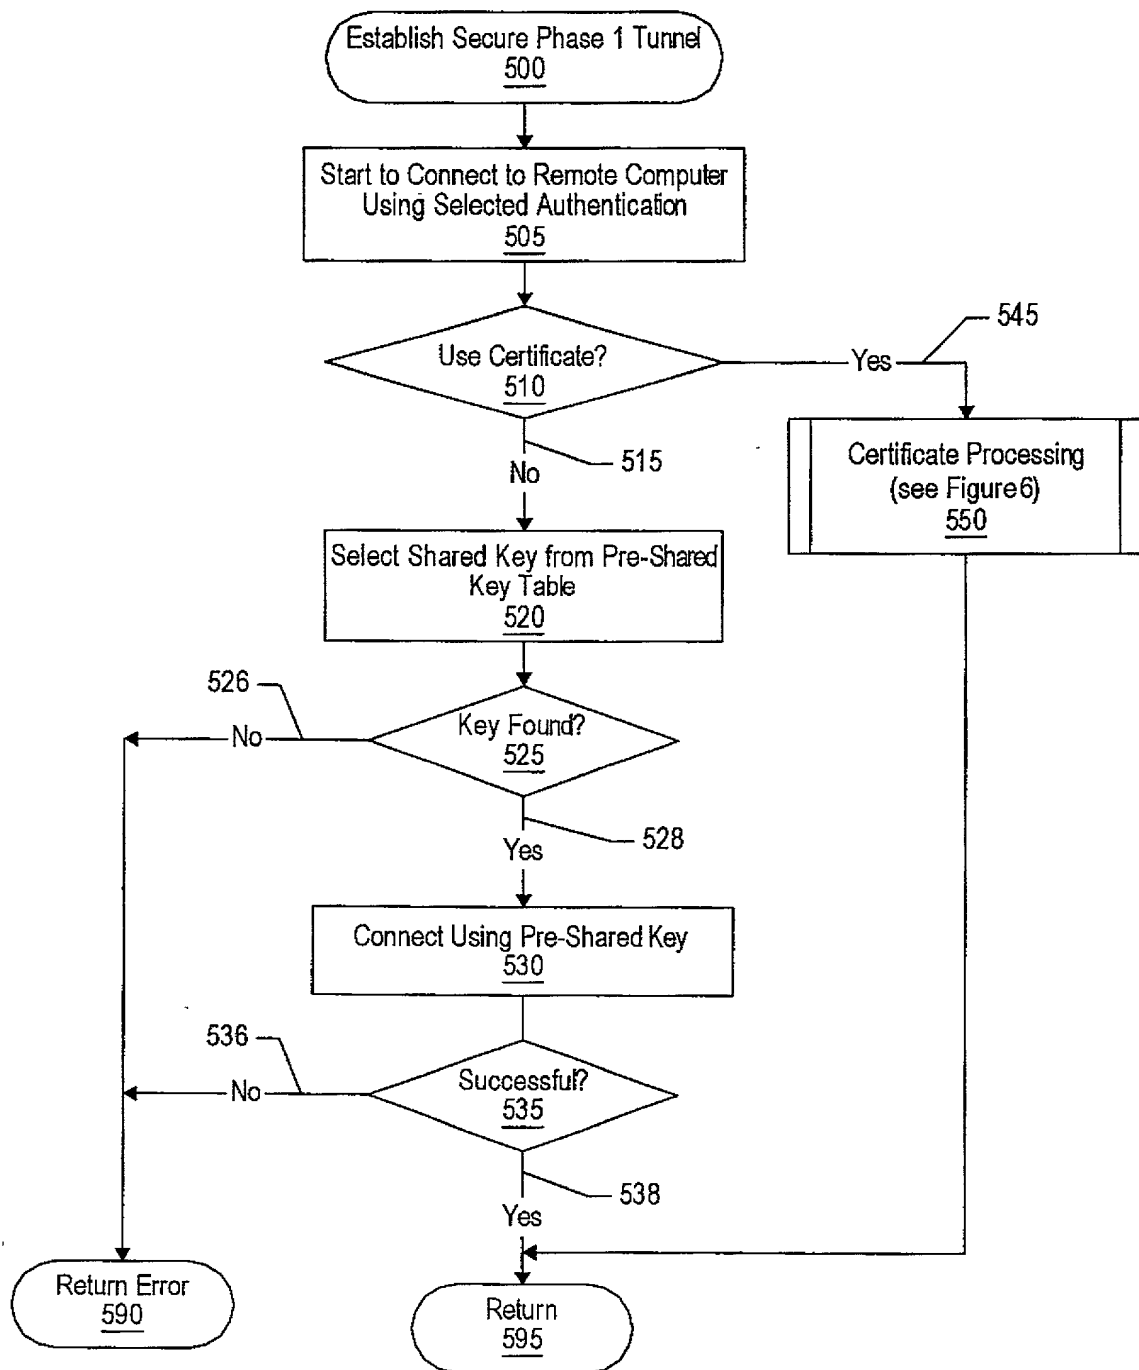 Establish Secure Phase 1 Tunnel
500
Start to Connect to Remote Computer
Using Selected Authentication
505
545
Use Certificate?
510
Yes
515
No
Certificate Processing
(see Figure 6)
550
Select Shared Key from Pre-Shared
Key Table
520
526
No
Key Found?
525
528
Yes
Connect Using Pre-Shared Key
530
536
No
Successful?
535
538
Yes
Return Error
590
Return
595